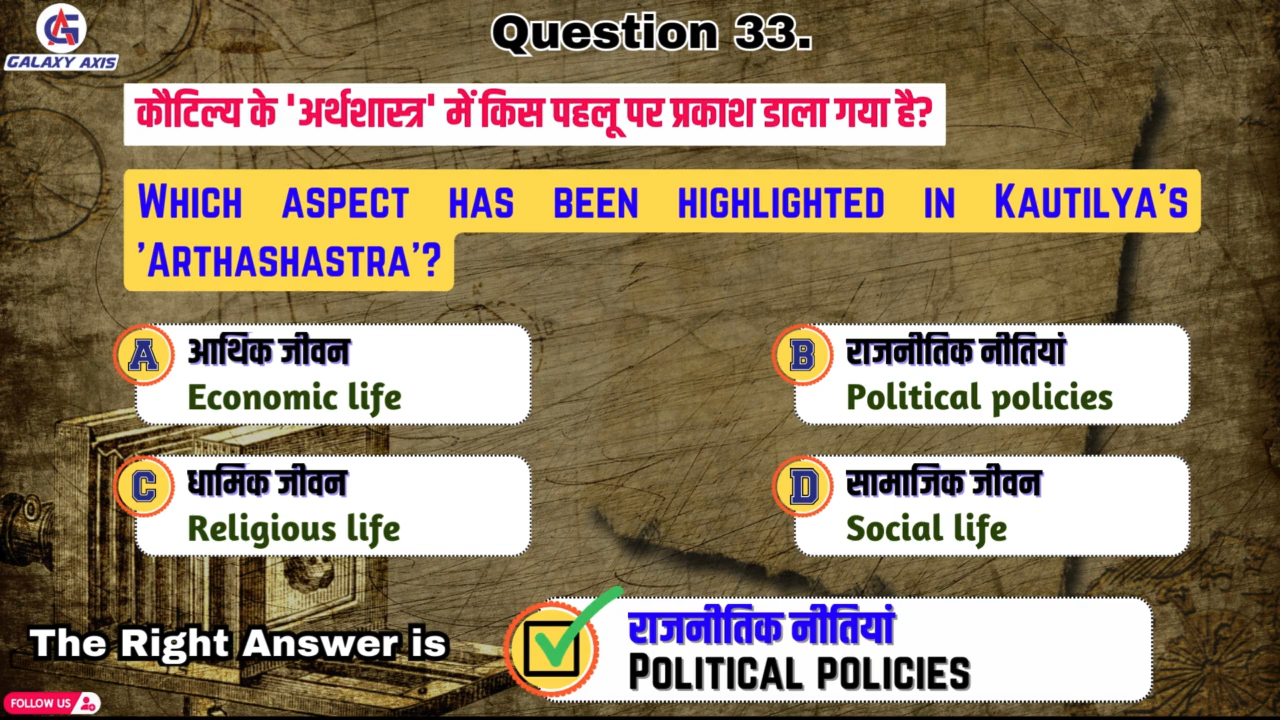 GALAXY AXIS
Question 33.
कौटिल्य के 'अर्थशास्त्र' में किस पहलू पर प्रकाश डाला गया है?
Which aspect has been highlighted in Kautilya's
'Arthashastra'?
A
आर्थिक जीवन
Economic life
B
राजनीतिक नीतियां
Political policies
C
धार्मिक जीवन
Religious life
D
सामाजिक जीवन
Social life
The Right Answer is
राजनीतिक नीतियां
Political policies
FOLLOW US